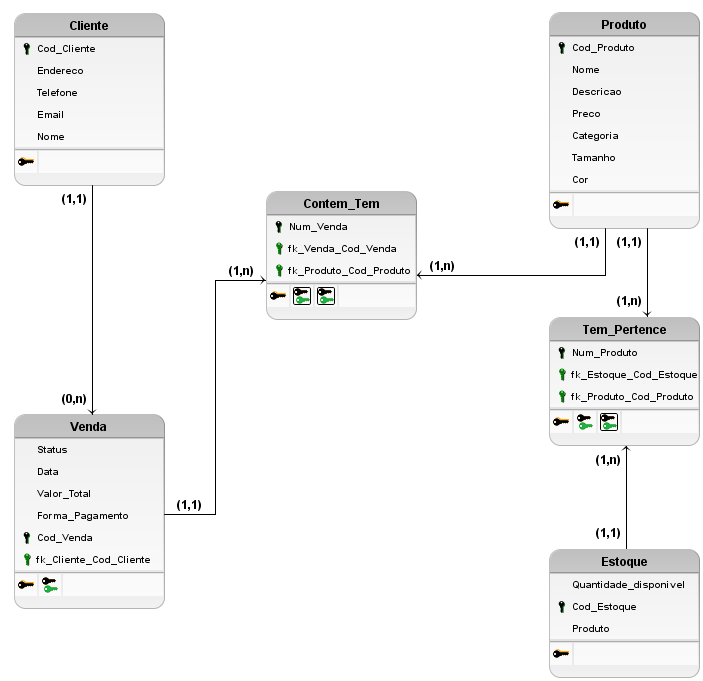 Cliente
Cod_Cliente
Endereco
Telefone
Email
Nome
(1,1)
Produto
Cod_Produto
Nome
Descricao
Preco
Categoria
Tamanho
Cor
(1,1)
(1,1)
Contem_Tem
Num_Venda
fk_Venda_Cod_Venda
fk_Produto_Cod_Produto
(1,n)
(1,n)
(1,n)
Tem_Pertence
Num_Produto
fk_Estoque_Cod_Estoque
fk_Produto_Cod_Produto
(0,n)
Venda
Status
Data
Valor_Total
Forma_Pagamento
Cod_Venda
fk_Cliente_Cod_Cliente
(1,1)
(1,n)
(1,1)
Estoque
Quantidade_disponivel
Cod_Estoque
Produto